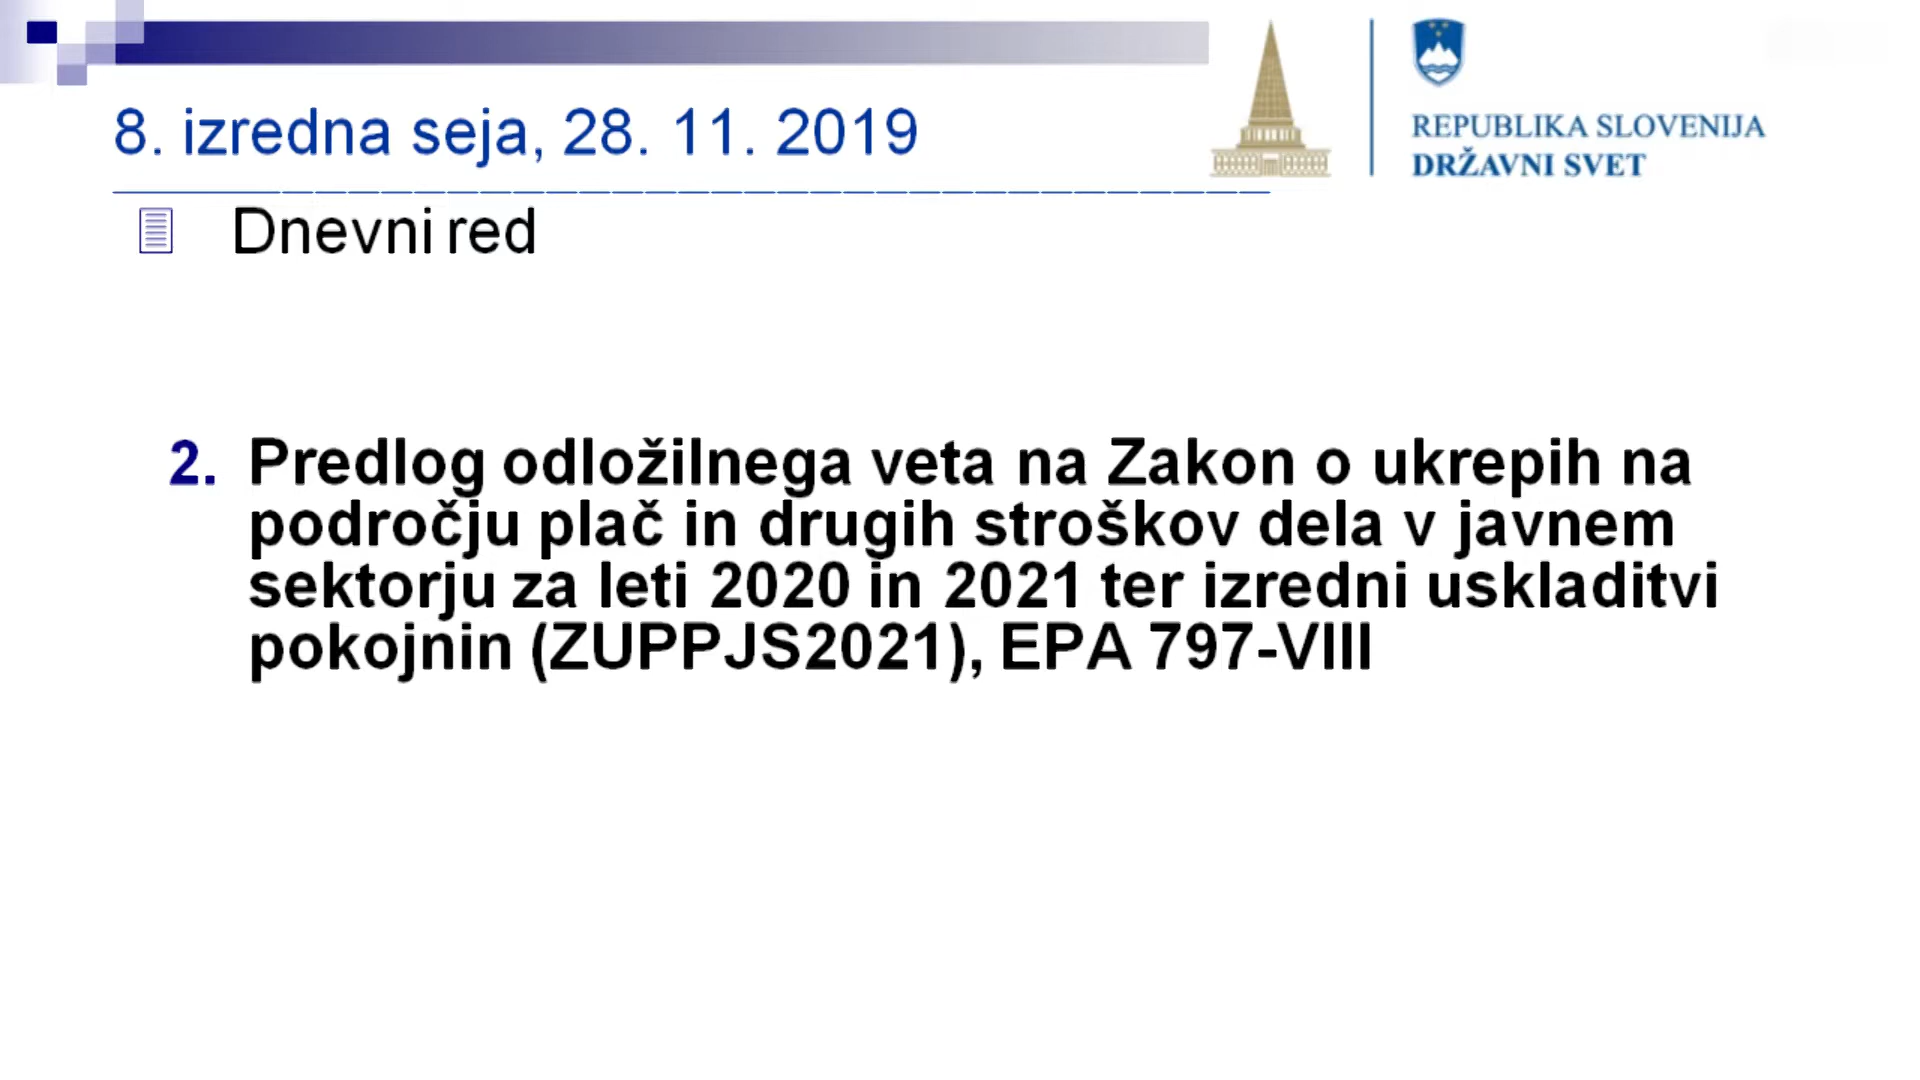 8. izredna seja, 28. 11. 2019
REPUBLIKA SLOVENIJA
DRŽAVNI SVET
Dnevni red
2. Predlog odložilnega veta na Zakon o ukrepih na
področju plač in drugih stroškov dela v javnem
sektorju za leti 2020 in 2021 ter izredni uskladitvi
pokojnin (ZUPPJS2021), EPA 797-VIII